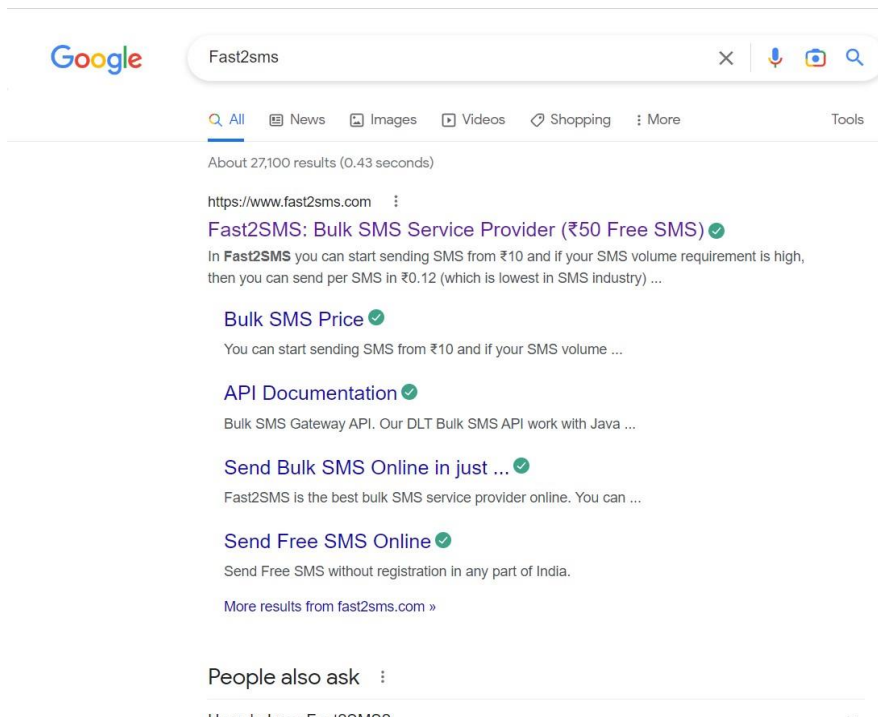 Google
Fast2sms
All News Images Videos Shopping More Tools
About 27,100 results (0.43 seconds)
https://www.fast2sms.com
Fast2SMS: Bulk SMS Service Provider (₹50 Free SMS)
In Fast2SMS you can start sending SMS from ₹10 and if your SMS volume requirement is high,
then you can send per SMS in ₹0.12 (which is lowest in SMS industry) ...
Bulk SMS Price
You can start sending SMS from ₹10 and if your SMS volume ...
API Documentation
Bulk SMS Gateway API. Our DLT Bulk SMS API work with Java ...
Send Bulk SMS Online in just ...
Fast2SMS is the best bulk SMS service provider online. You can ...
Send Free SMS Online
Send Free SMS without registration in any part of India.
More results from fast2sms.com »
People also ask